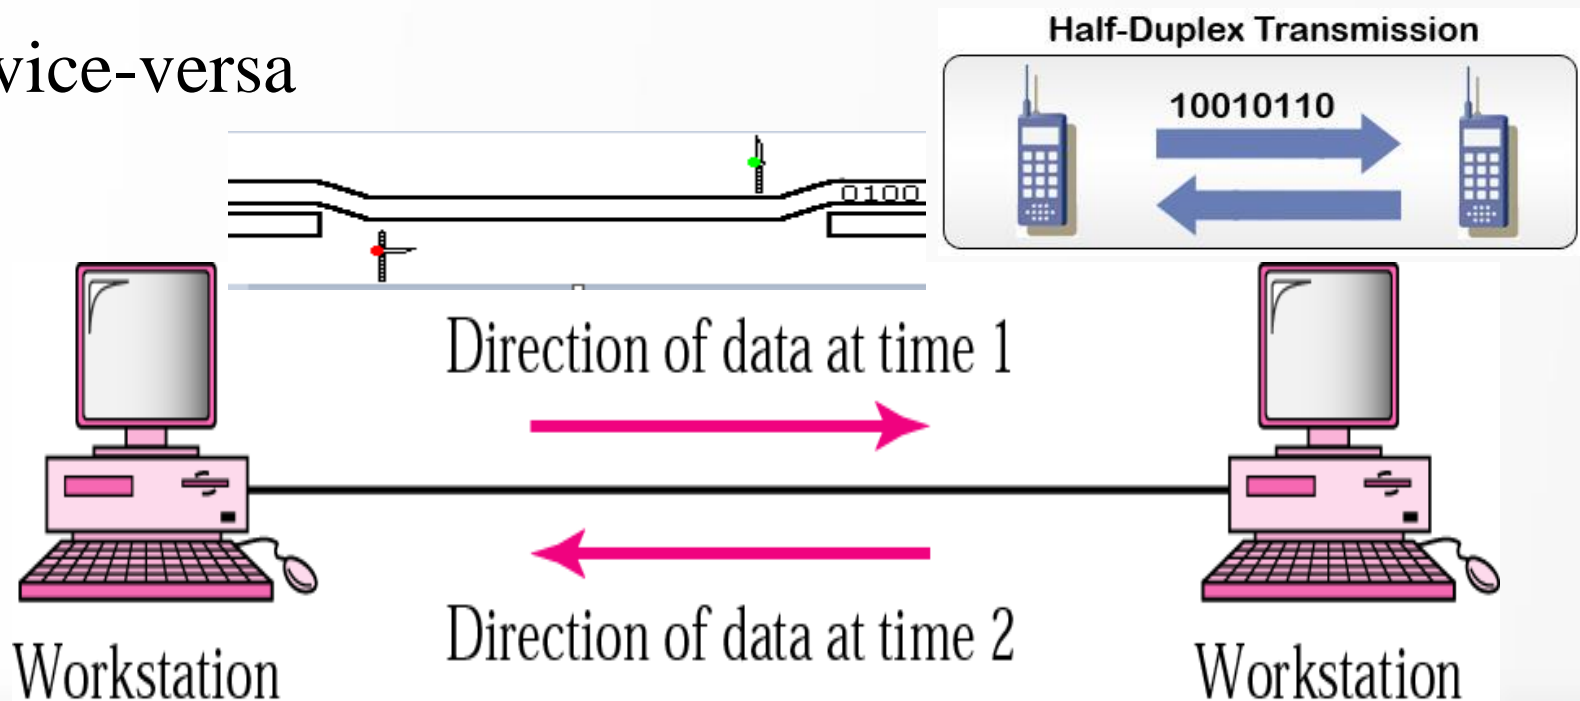 vice-versa
Half-Duplex Transmission
10010110
0100
Direction of data at time 1
Direction of data at time 2
Workstation
Workstation